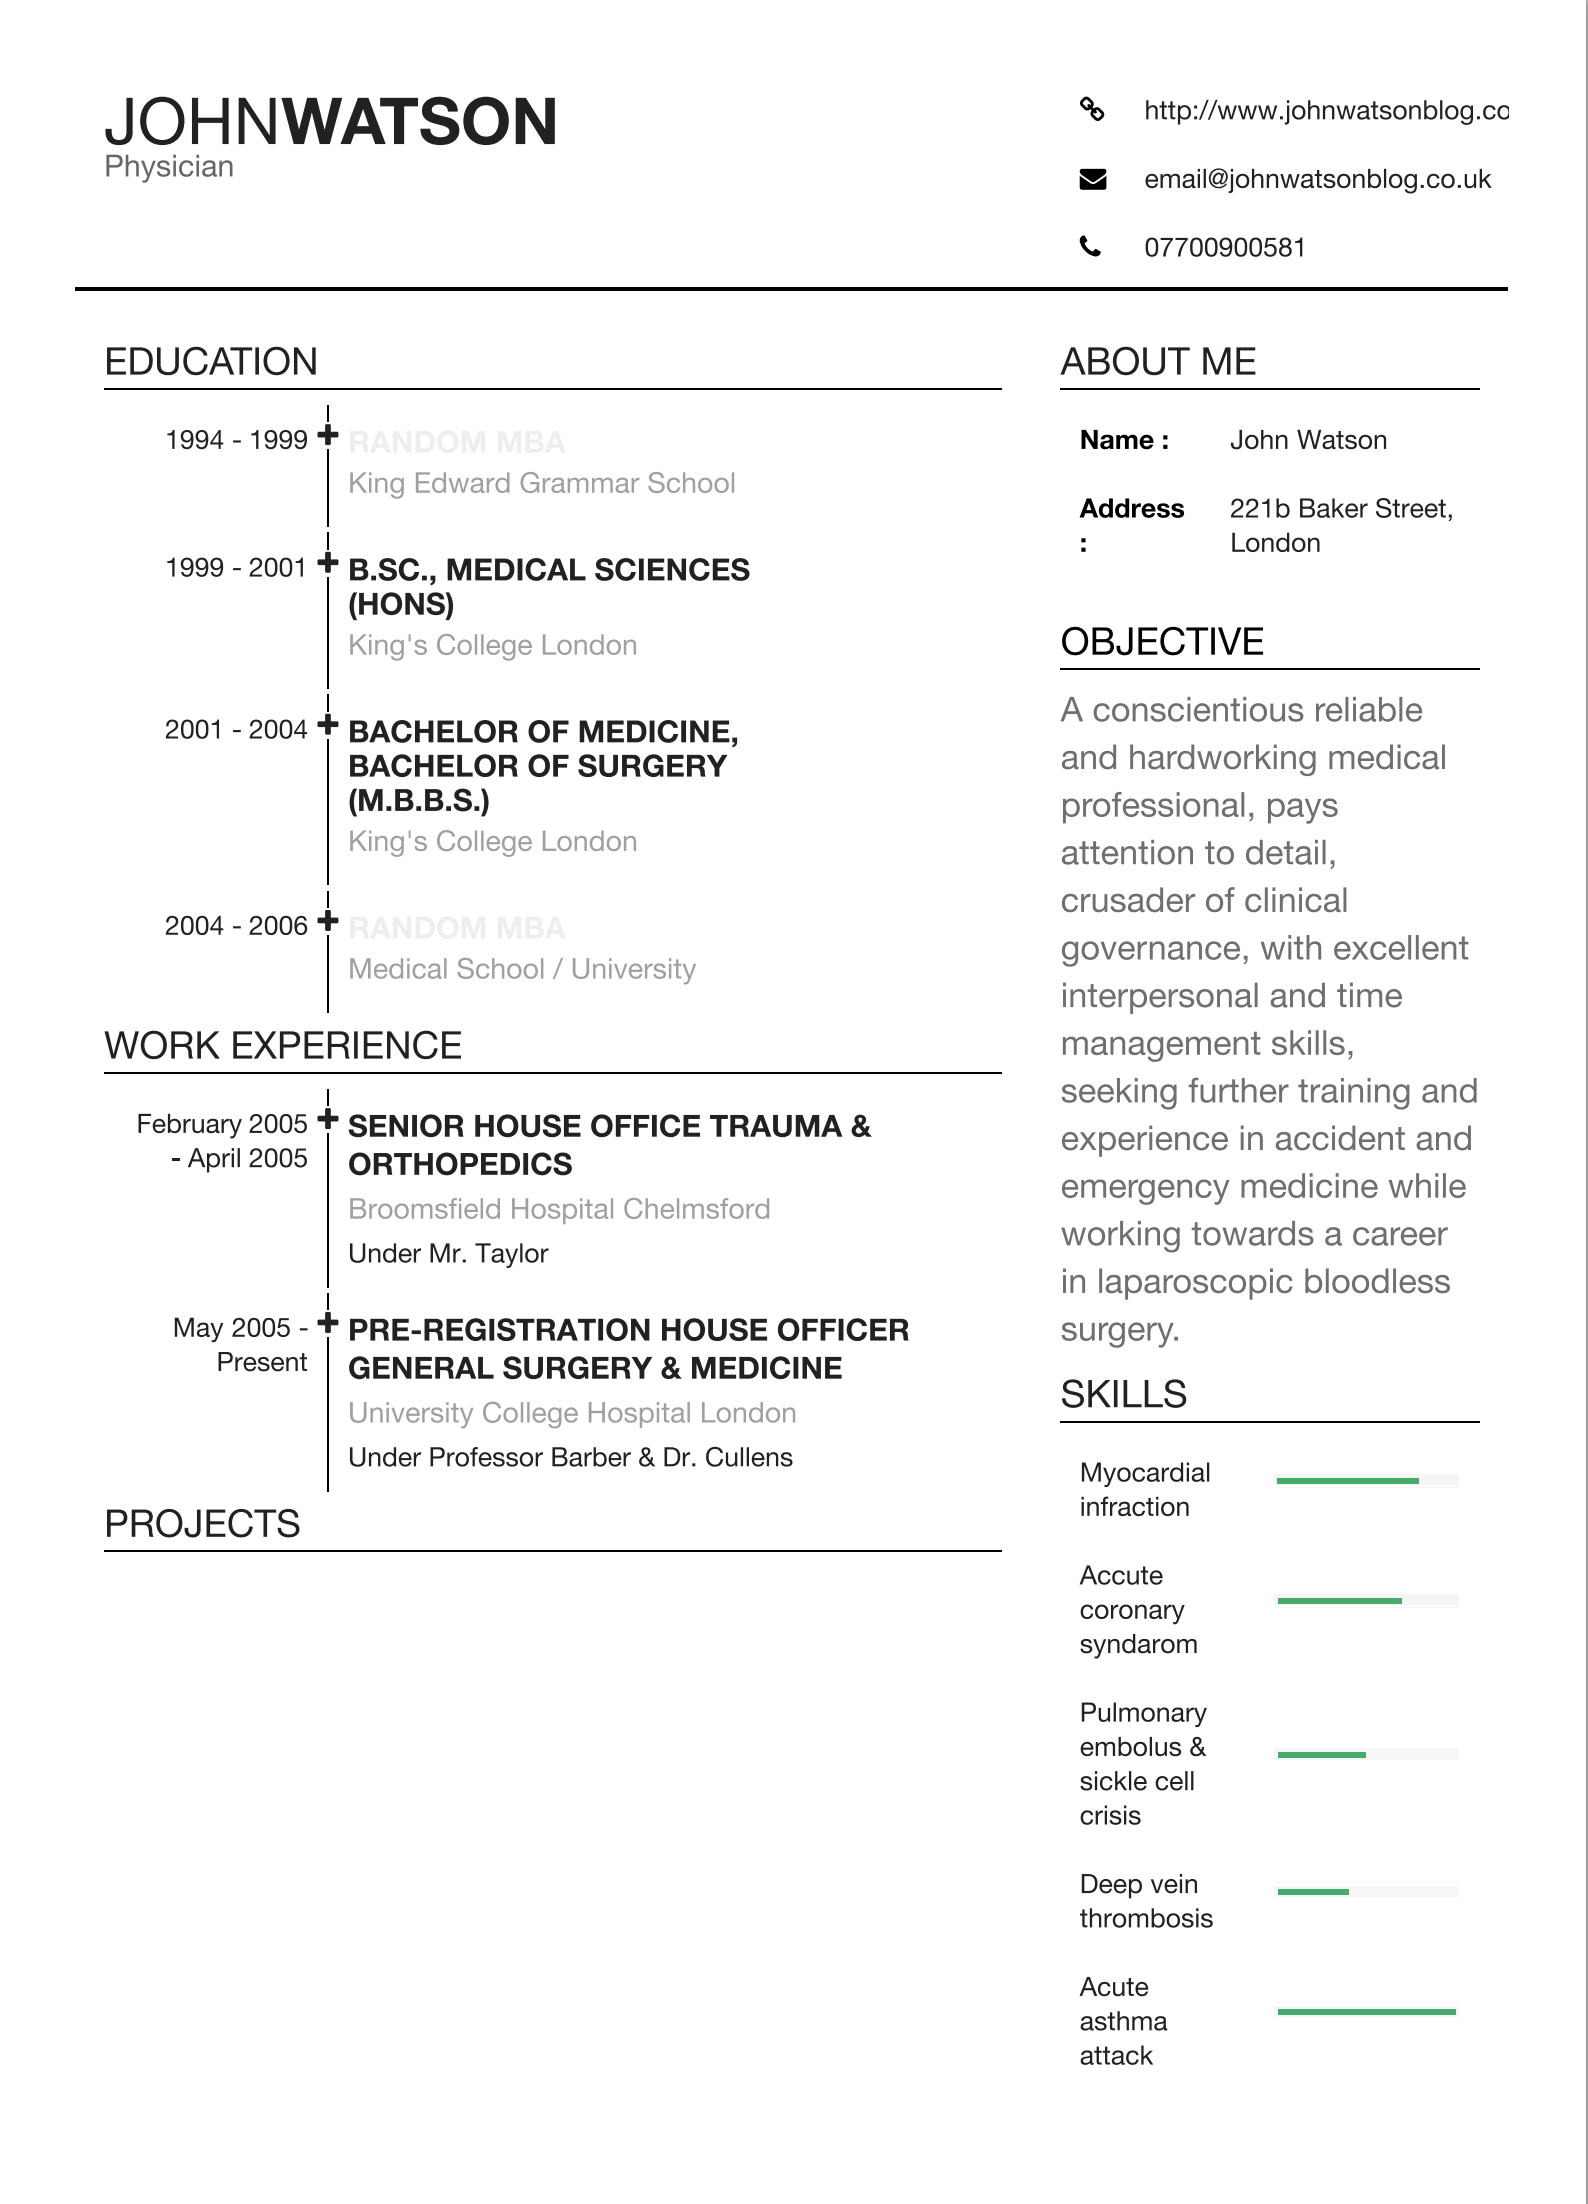 JOHNWATSON
Physician
http://www.johnwatsonblog.co
email@johnwatsonblog.co.uk
07700900581
EDUCATION
1994 - 1999
RANDOM MBA
King Edward Grammar School
1999 - 2001
B.SC., MEDICAL SCIENCES
(HONS)
King's College London
2001 - 2004
BACHELOR OF MEDICINE,
BACHELOR OF SURGERY
(M.B.B.S.)
King's College London
2004 - 2006
RANDOM MBA
Medical School / University
WORK EXPERIENCE
February 2005
- April 2005
SENIOR HOUSE OFFICE TRAUMA &
ORTHOPEDICS
Broomsfield Hospital Chelmsford
Under Mr. Taylor
May 2005 -
Present
PRE-REGISTRATION HOUSE OFFICER
GENERAL SURGERY & MEDICINE
University College Hospital London
Under Professor Barber & Dr. Cullens
PROJECTS
ABOUT ME
Name : John Watson
Address 221b Baker Street,
: London
OBJECTIVE
A conscientious reliable
and hardworking medical
professional, pays
attention to detail,
crusader of clinical
governance, with excellent
interpersonal and time
management skills,
seeking further training and
experience in accident and
emergency medicine while
working towards a career
in laparoscopic bloodless
surgery.
SKILLS
Myocardial
infraction
Accute
coronary
syndarom
Pulmonary
embolus &
sickle cell
crisis
Deep vein
thrombosis
Acute
asthma
attack